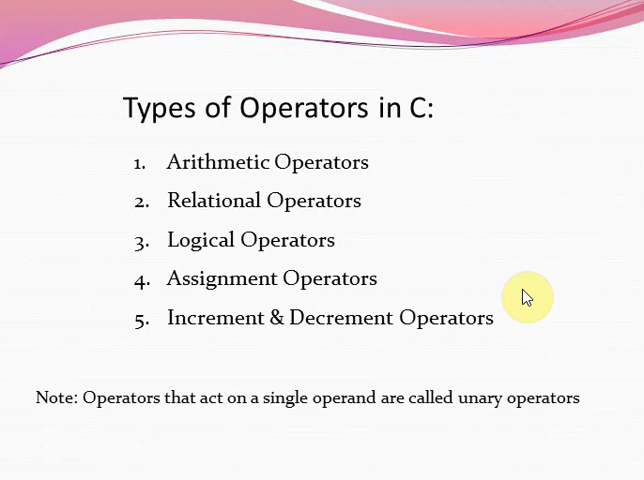 Types of Operators in C:
1. Arithmetic Operators
2. Relational Operators
3. Logical Operators
4. Assignment Operators
5. Increment & Decrement Operators
Note: Operators that act on a single operand are called unary operators